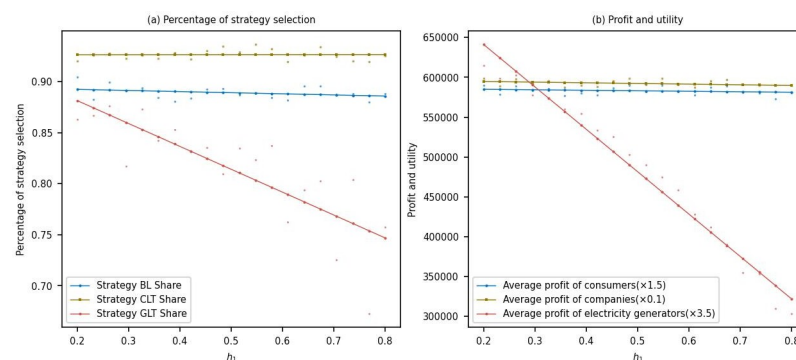 (a) Percentage of strategy selection
Percentage of strategy selection
0.90
0.85
0.80
0.75
0.70
Strategy BL Share
Strategy CLT Share
Strategy GLT Share
0.2 0.3 0.4 0.5 0.6 0.7 0.8
h₁
(b) Profit and utility
Profit and utility
650000
600000
550000
500000
450000
400000
350000
300000
Average profit of consumers(×1.5)
Average profit of companies(×0.1)
Average profit of electricity generators(×3.5)
0.2 0.3 0.4 0.5 0.6 0.7 0.8
h₁